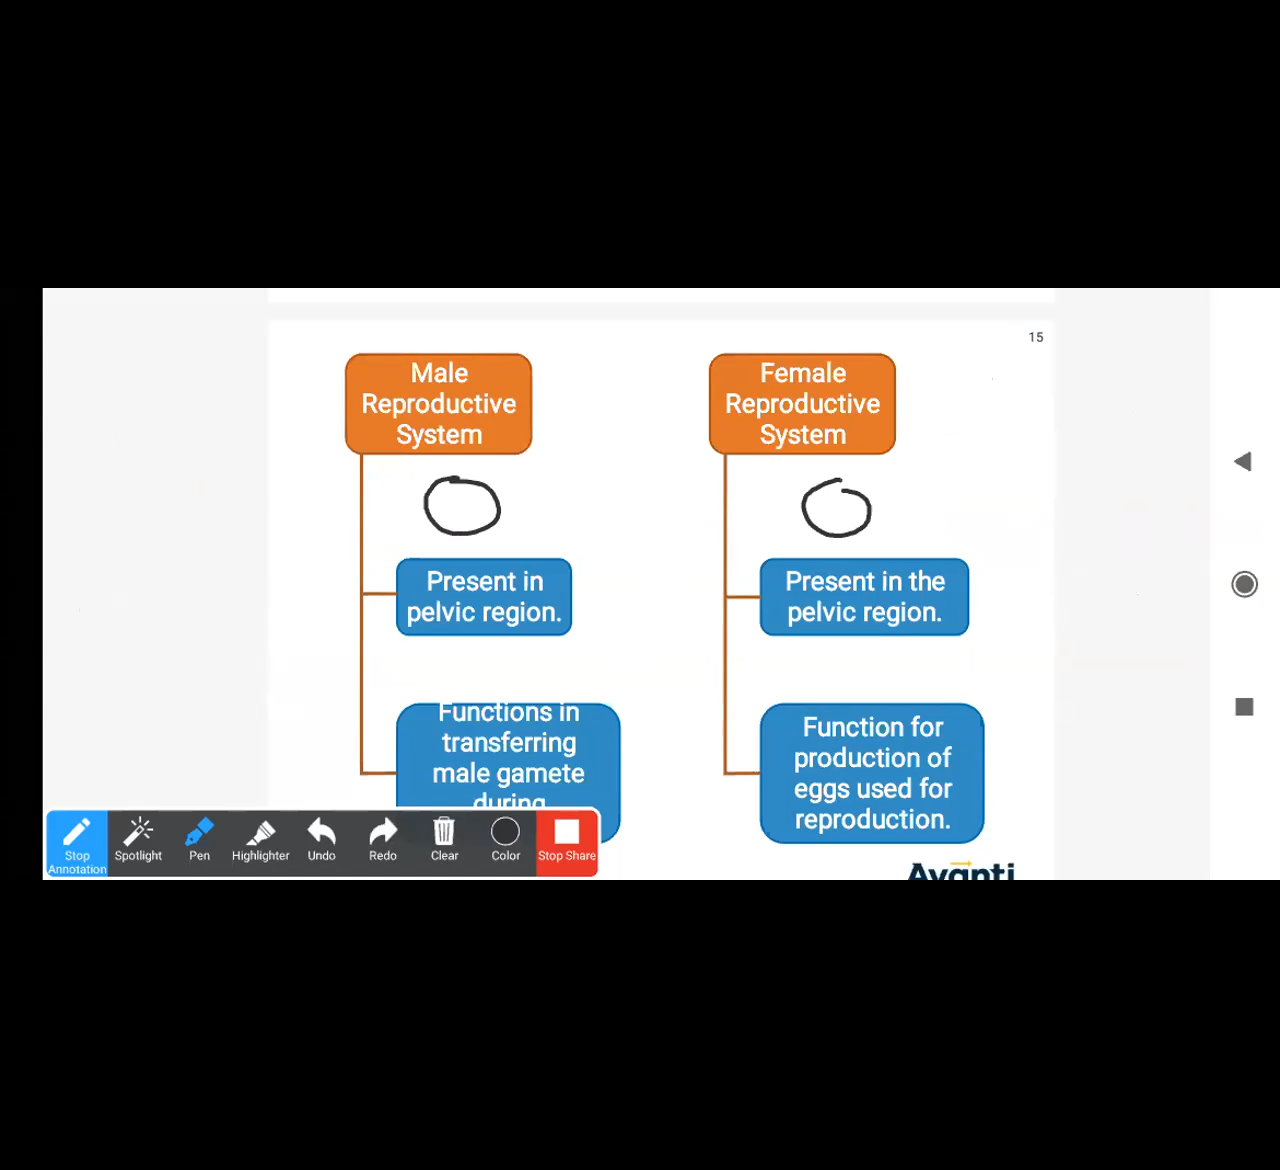 15
Male
Reproductive
System
Female
Reproductive
System
Present in
pelvic region.
Present in the
pelvic region.
Functions in
transferring
male gamete
during
Function for
production of
eggs used for
reproduction.
Stop
Annotation
Spotlight
Pen
Highlighter
Undo
Redo
Clear
Color
Stop Share
Avanti